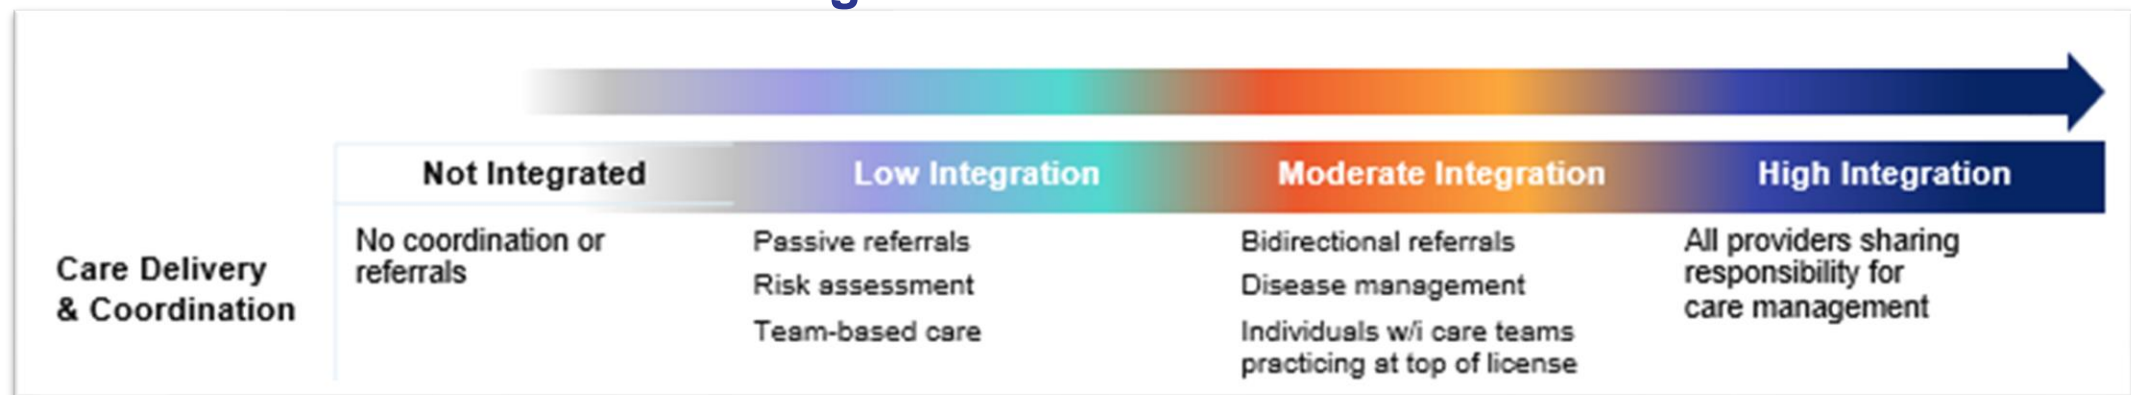 Not Integrated
Low Integration
Moderate Integration
High Integration
Care Delivery
& Coordination
No coordination or
referrals
Passive referrals
Risk assessment
Team-based care
Bidirectional referrals
Disease management
Individuals w/i care teams
practicing at top of license
All providers sharing
responsibility for
care management